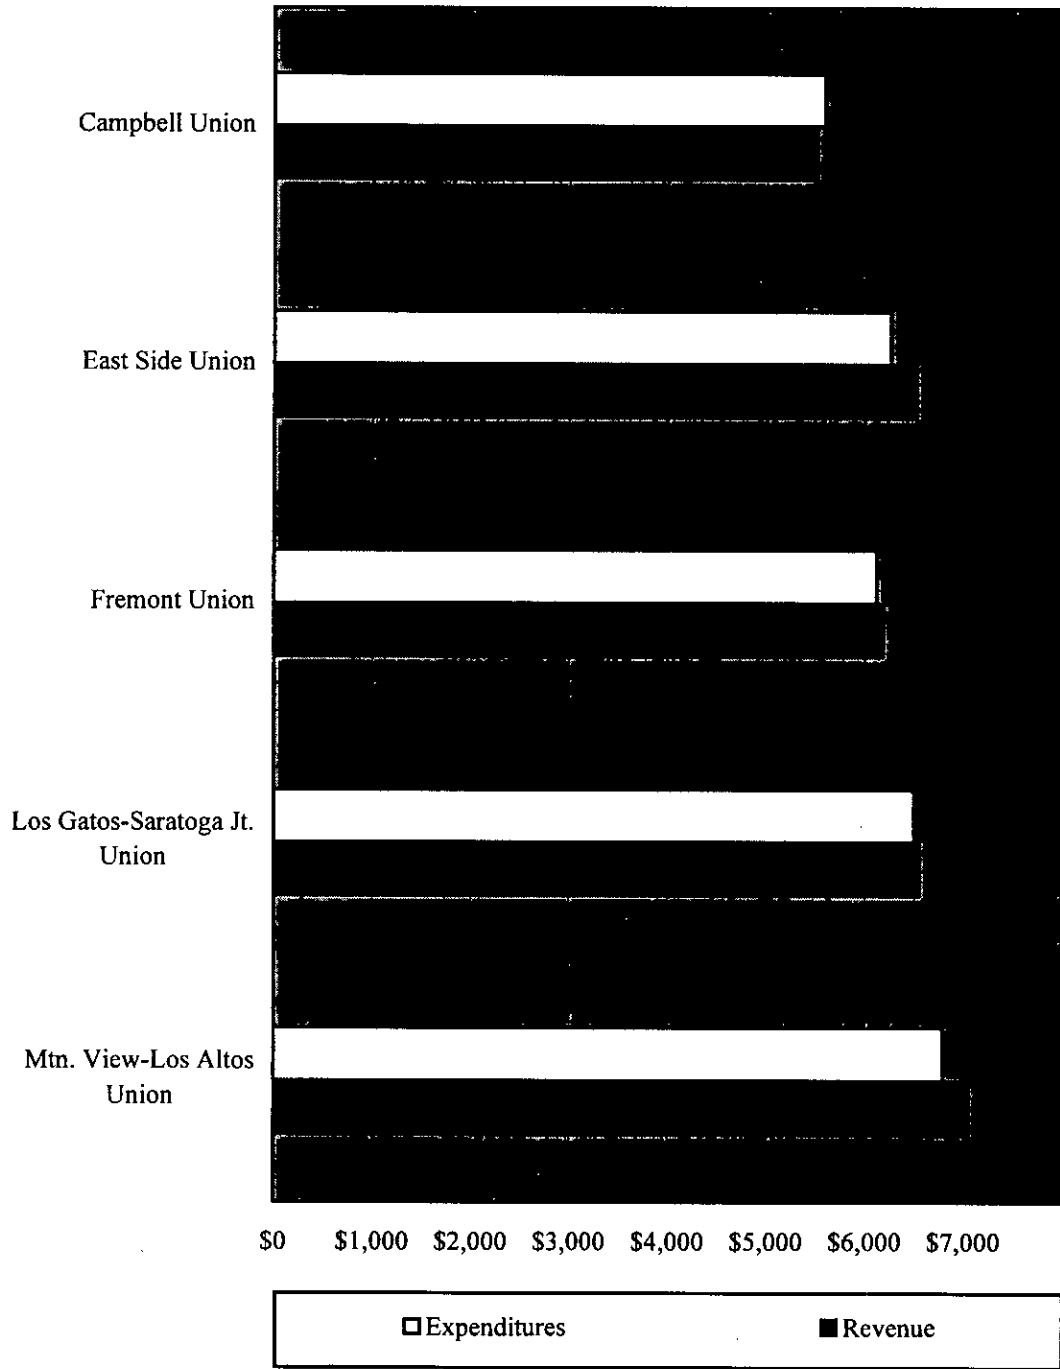 Campbell Union
East Side Union
Fremont Union
Los Gatos-Saratoga Jt.
Union
Mtn. View-Los Altos
Union
$0 $1,000 $2,000 $3,000 $4,000 $5,000 $6,000 $7,000
Expenditures Revenue